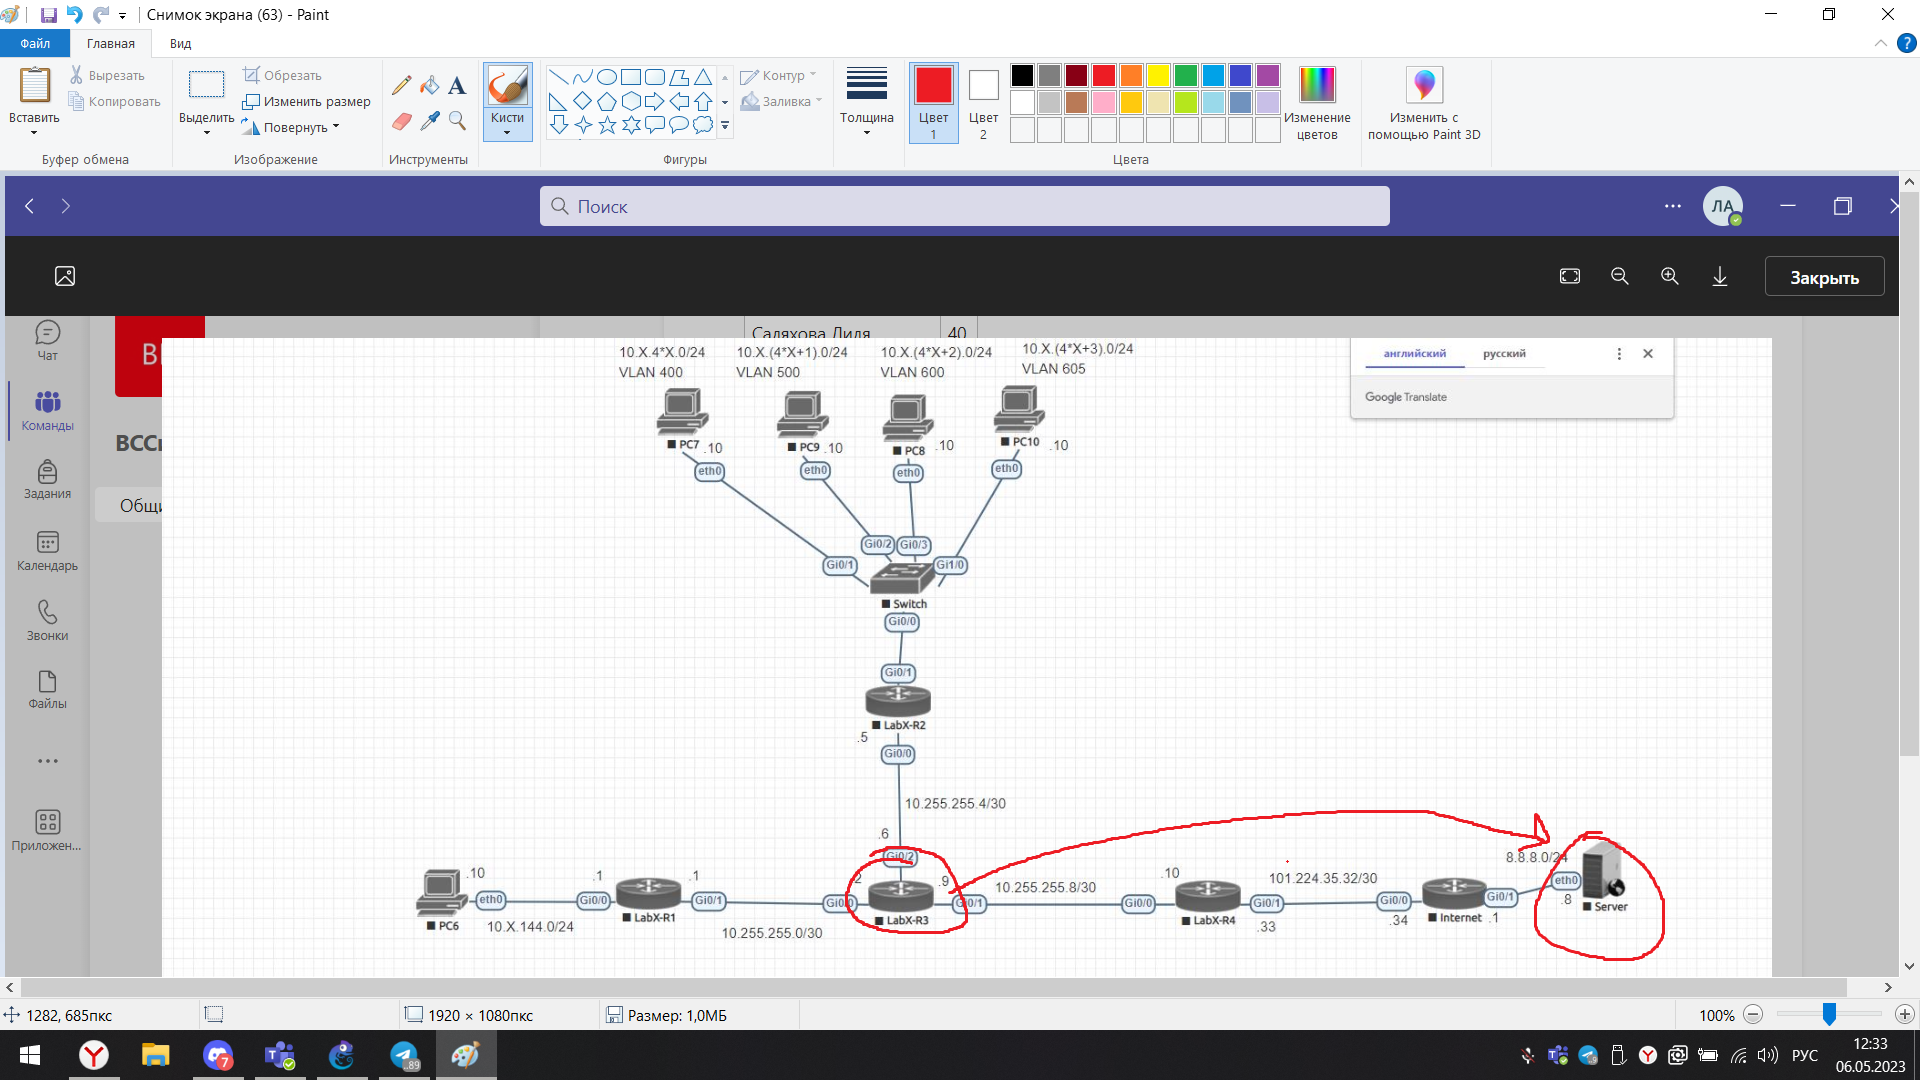 Снимок экрана (63) - Paint
Файл
Главная
Вид
Вставить
Вырезать
Копировать
Буфер обмена
Выделить
Обрезать
Изменить размер
Повернуть
Изображение
A
Инструменты
Кисти
Контур
Заливка
Фигуры
Толщина
Цвет
1
Цвет
2
Изменение
цветов
Цвета
Изменить с
помощью Paint 3D
Поиск
ЛА
Закрыть
Чат
Команды
Задания
Календарь
Звонки
Файлы
Приложен...
40
английский
русский
Google Translate
10.X.4*X.0/24
VLAN 400
10.X.(4*X+1).0/24
VLAN 500
10.X.(4*X+2).0/24
VLAN 600
10.X.(4*X+3).0/24
VLAN 605
PC7
.10
PC9
.10
PC8
.10
PC10
.10
eth0
eth0
eth0
eth0
Gi0/1
Gi0/2
Gi0/3
Gi1/0
Switch
Gi0/0
Gi0/1
LabX-R2
.5
Gi0/0
10.255.255.4/30
.6
Gi0/2
.10
eth0
PC6
10.X.144.0/24
.1
Gi0/0
LabX-R1
.1
Gi0/1
10.255.255.0/30
2
Gi0/0
LabX-R3
.9
Gi0/1
10.255.255.8/30
.10
Gi0/0
LabX-R4
Gi0/1
.33
101.224.35.32/30
Gi0/0
.34
Internet
Gi0/1
.1
8.8.8.0/24
eth0
.8
Server
1282, 685пкс
1920 × 1080пкс
Размер: 1,0МБ
100%
7
89
РУС
12:33
06.05.2023